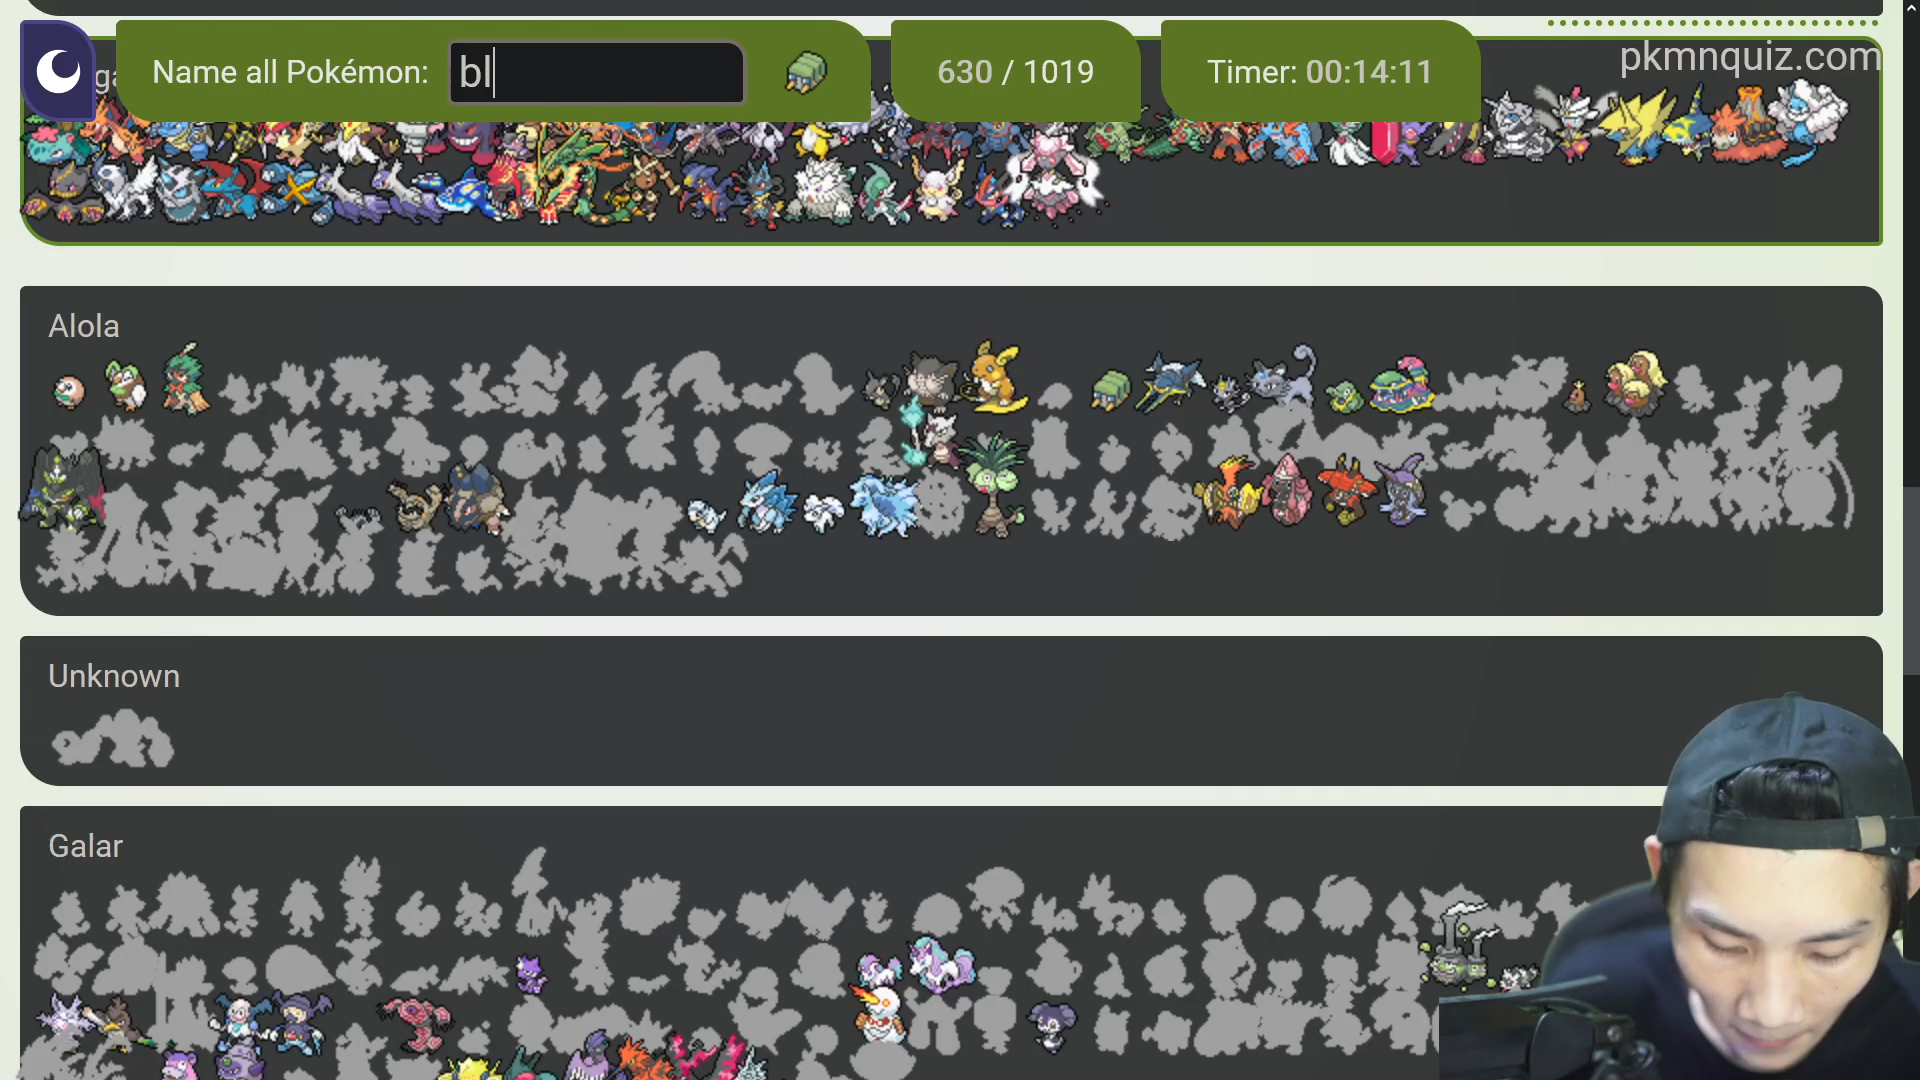 Name all Pokémon: bl
630 / 1019
Timer: 00:14:11
pkmnquiz.com
Alola
Unknown
Galar